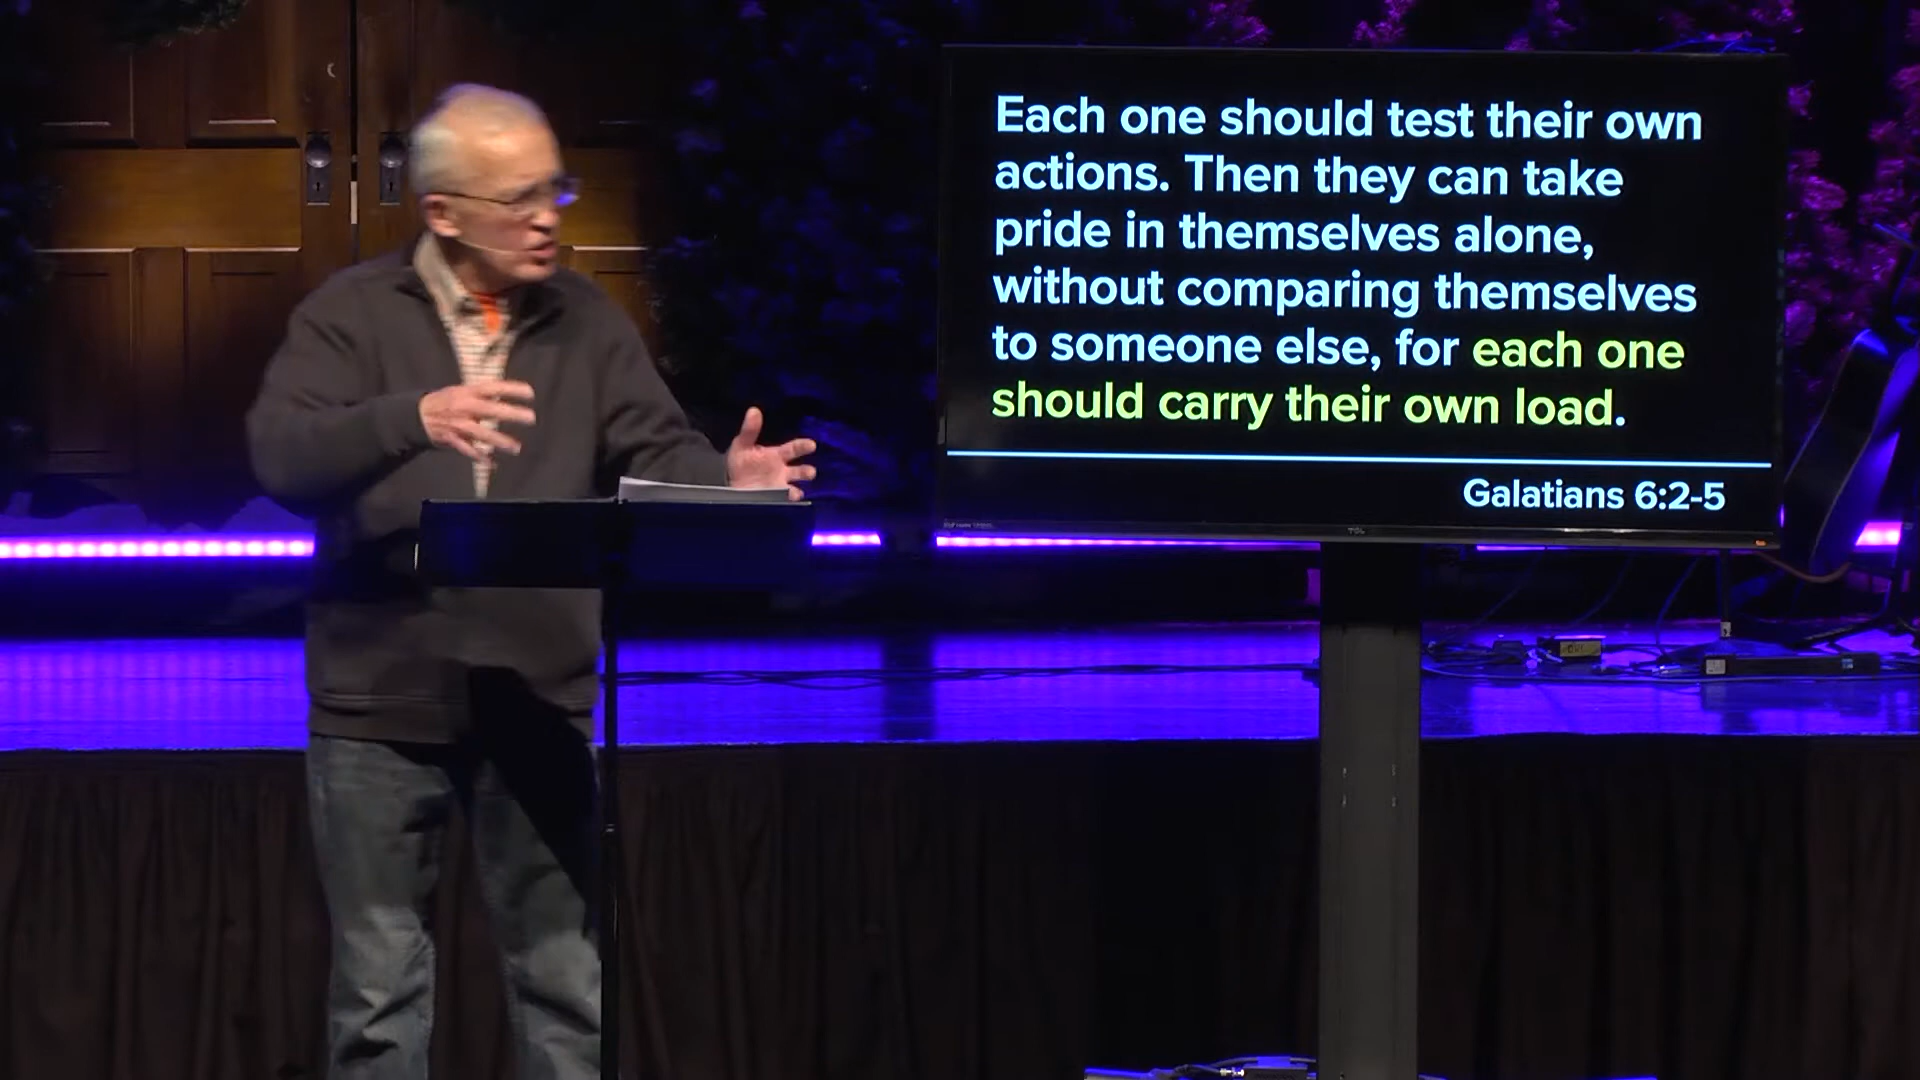 Each one should test their own
actions. Then they can take
pride in themselves alone,
without comparing themselves
to someone else, for each one
should carry their own load.
Galatians 6:2-5
TCL